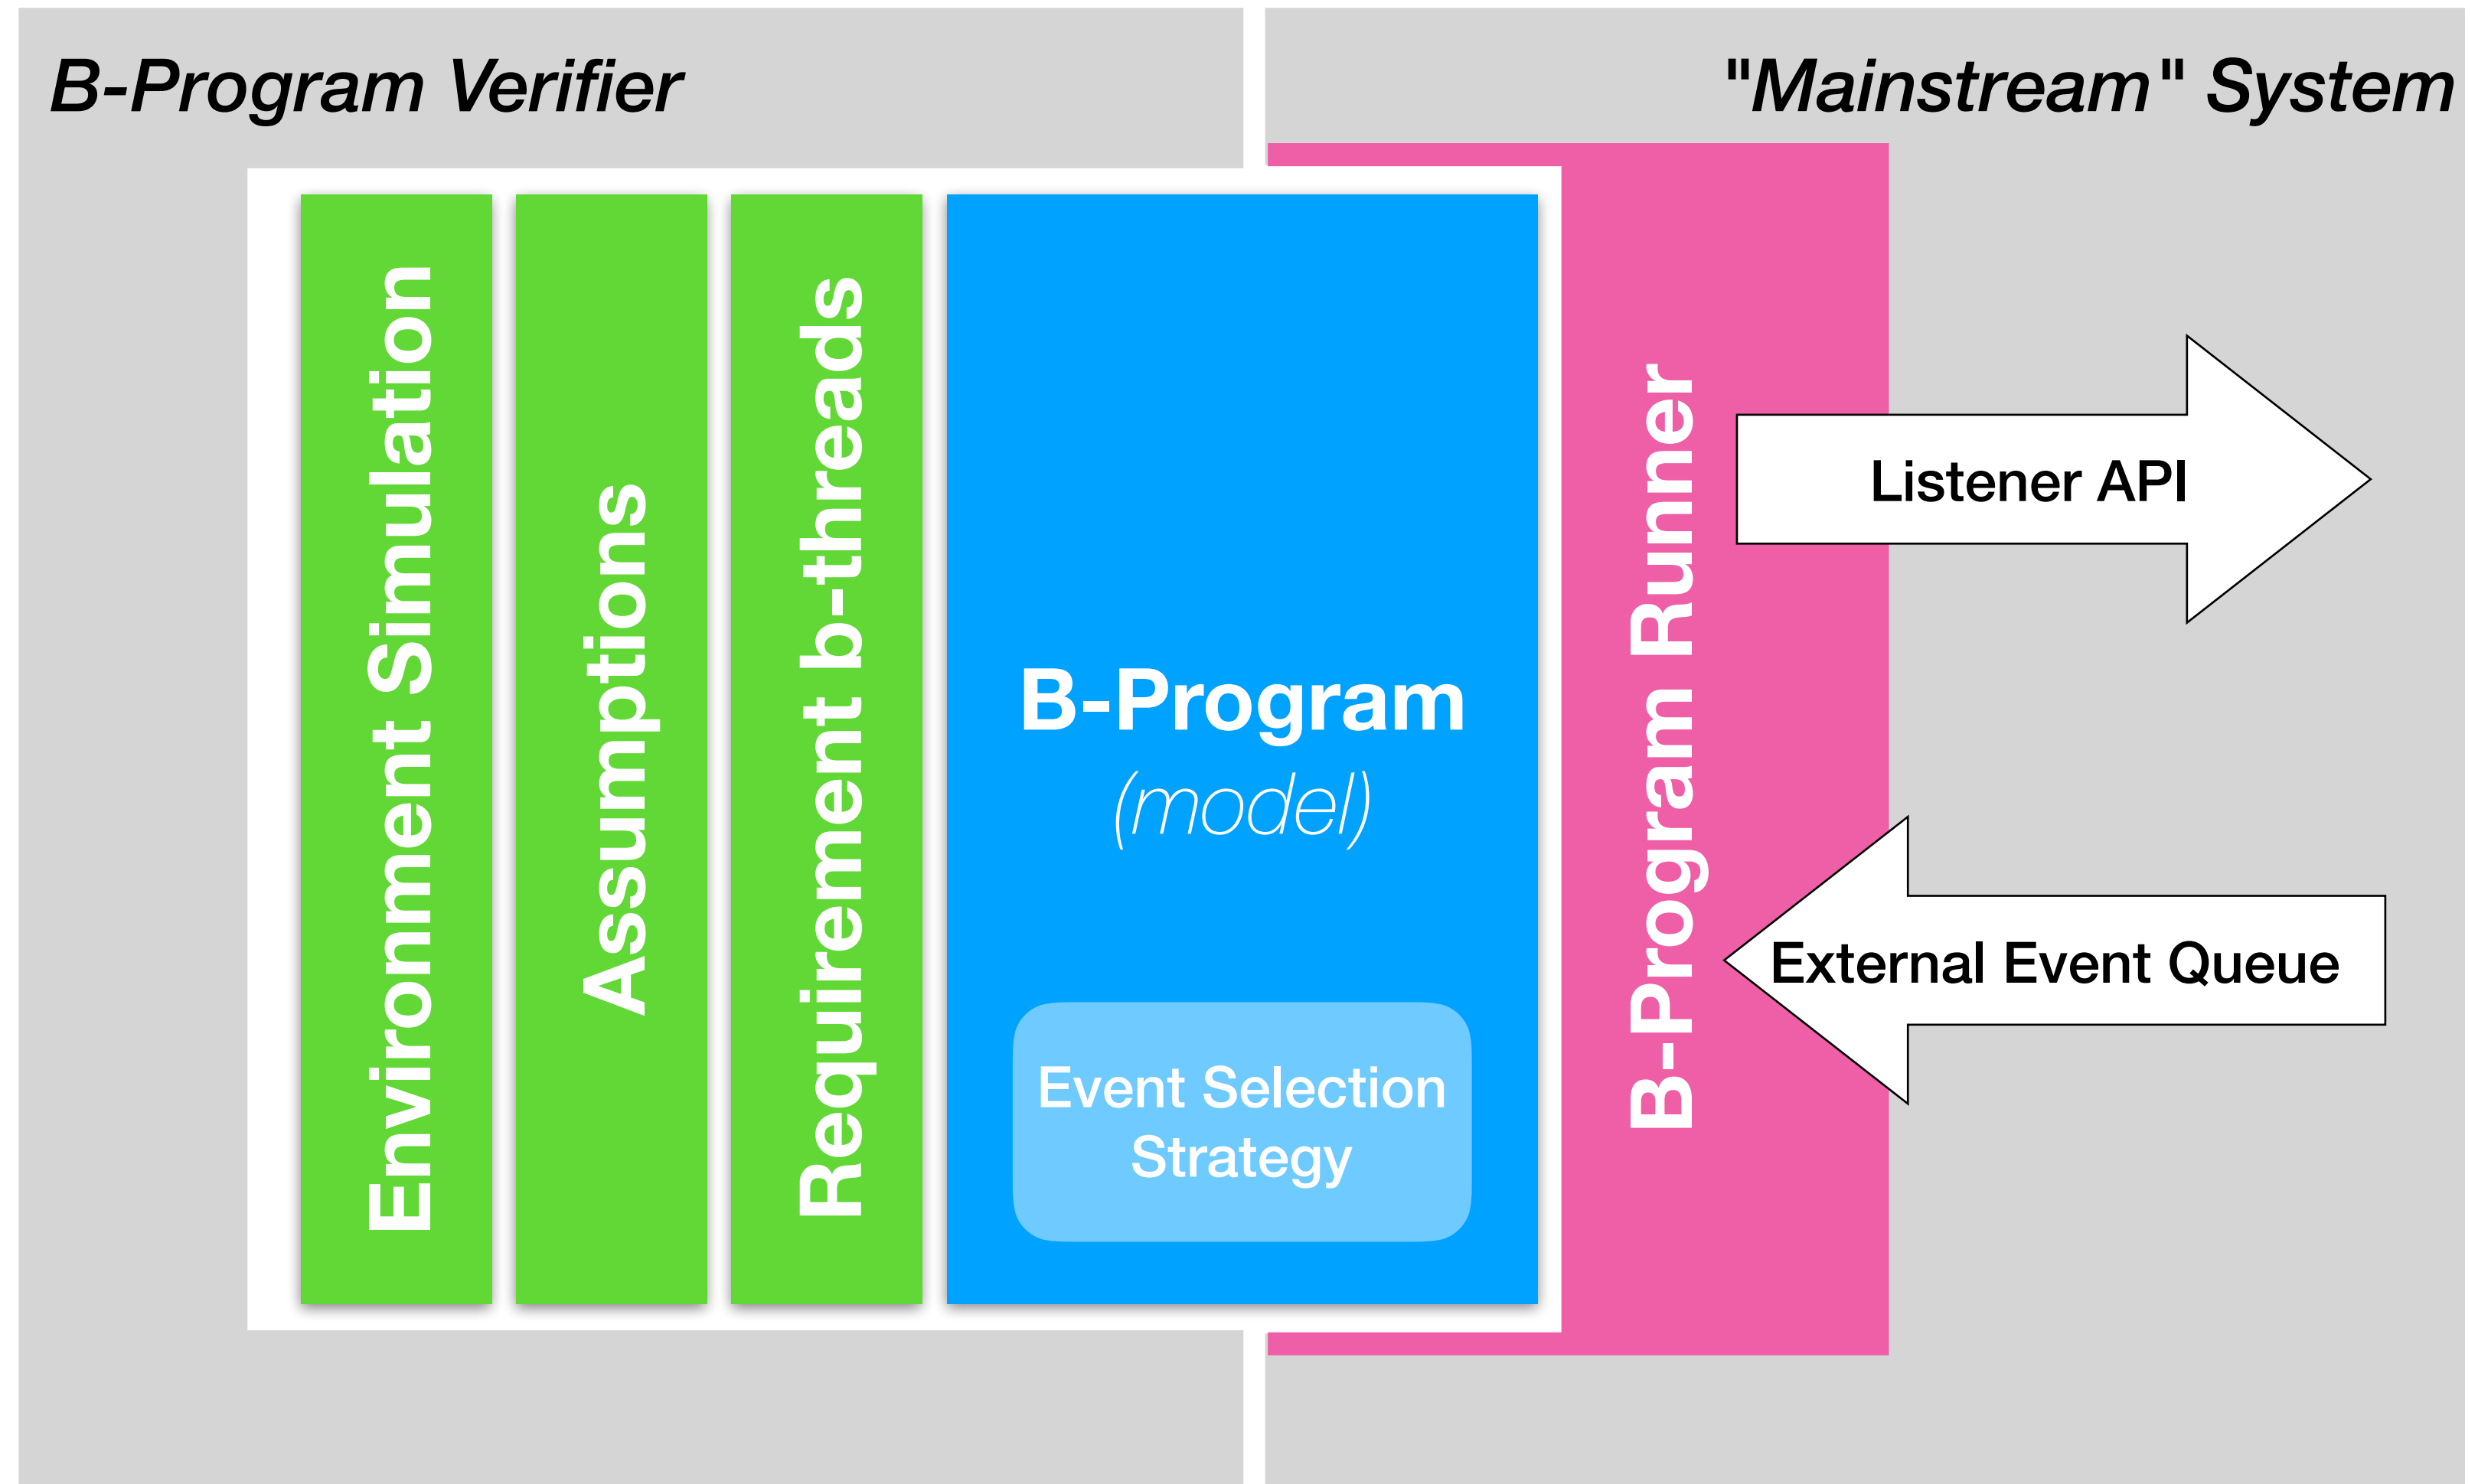 B-Program Verifier
"Mainstream" System
Environment Simulation
Assumptions
Requirement b-threads
B-Program
(model)
Event Selection
Strategy
B-Program Runner
Listener API
External Event Queue